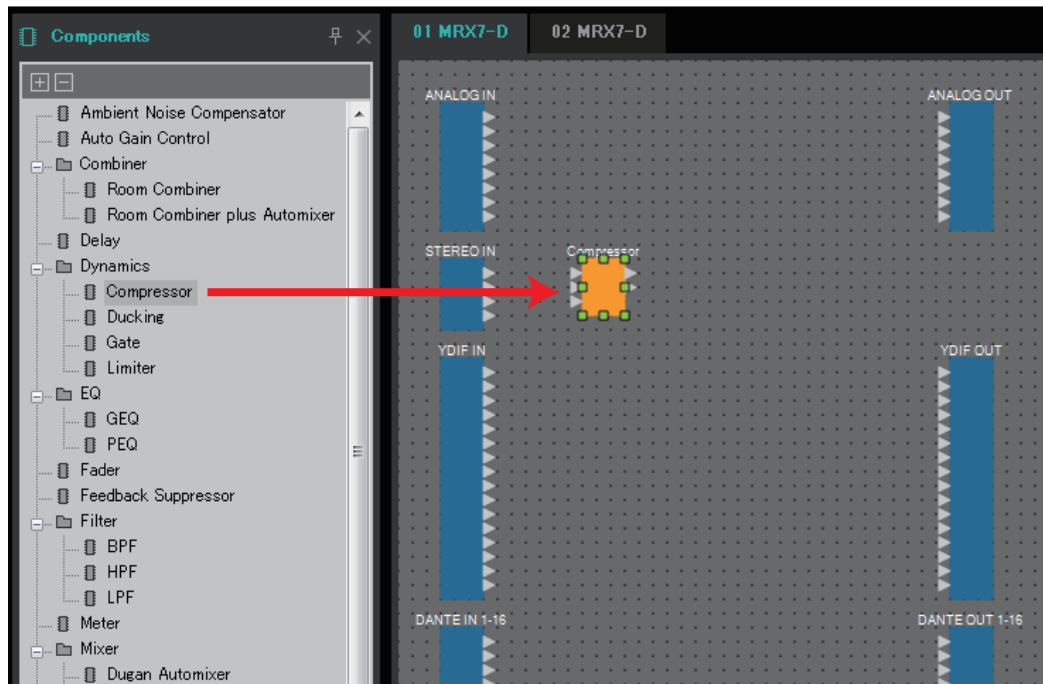 Components
01 MRX7-D 02 MRX7-D
Ambient Noise Compensator
Auto Gain Control
Combiner
Room Combiner
Room Combiner plus Automixer
Delay
Dynamics
Compressor
Ducking
Gate
Limiter
EQ
GEQ
PEQ
Fader
Feedback Suppressor
Filter
BPF
HPF
LPF
Meter
Mixer
Dugan Automixer
ANALOG IN
ANALOG OUT
STEREO IN
Compressor
YDIF IN
YDIF OUT
DANTE IN 1-16
DANTE OUT 1-16